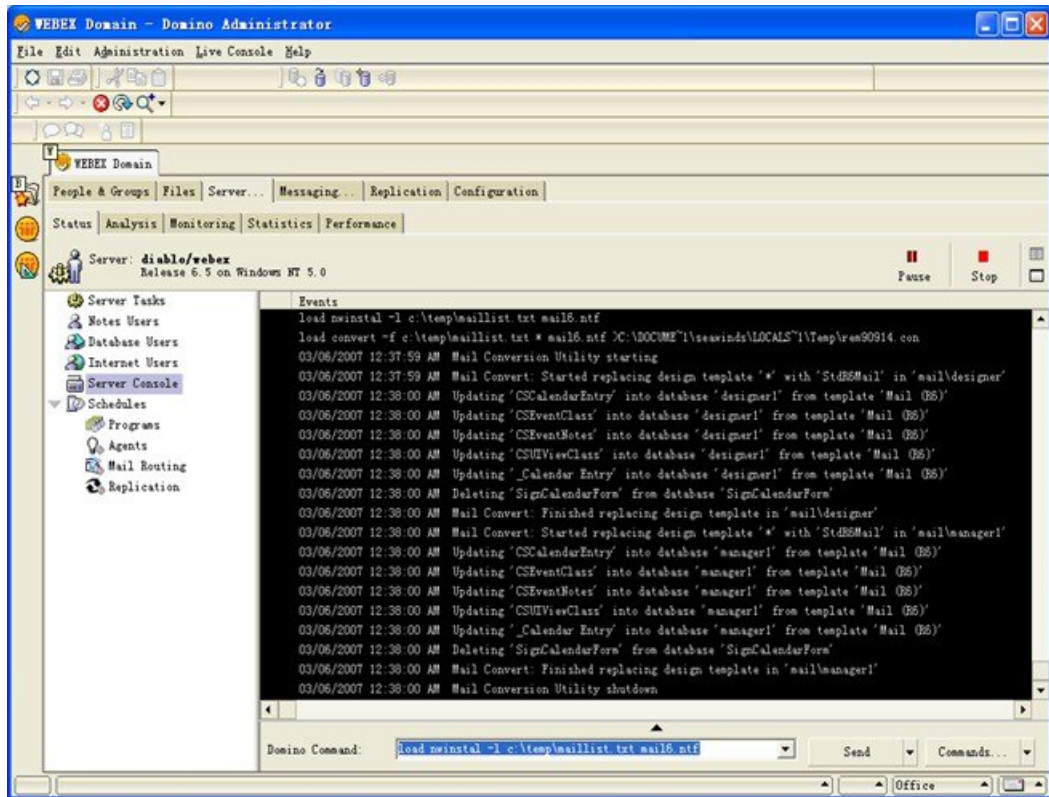 WEBEX Domain - Domino Administrator
File Edit Administration Live Console Help
WEBEX Domain
People & Groups Files Server... Messaging... Replication Configuration
Status Analysis Monitoring Statistics Performance
Server: diablo/webex
Release 6.5 on Windows NT 5.0
Pause Stop
Server Tasks
Notes Users
Database Users
Internet Users
Server Console
Schedules
Programs
Agents
Mail Routing
Replication
Events
load nwinstal -l c:\temp\maillist.txt mail6.ntf
load convert -f c:\temp\maillist.txt * mail6.ntf >C:\DOCUME~1\seawinds\LOCALS~1\Temp\rem90914.con
03/06/2007 12:37:59 AM Mail Conversion Utility starting
03/06/2007 12:37:59 AM Mail Convert: Started replacing design template '*' with 'StdR6Mail' in 'mail\designer'
03/06/2007 12:38:00 AM Updating 'CSCalendarEntry' into database 'designer1' from template 'Mail (R6)'
03/06/2007 12:38:00 AM Updating 'CSEventClass' into database 'designer1' from template 'Mail (R6)'
03/06/2007 12:38:00 AM Updating 'CSEventNotes' into database 'designer1' from template 'Mail (R6)'
03/06/2007 12:38:00 AM Updating 'CSUIViewClass' into database 'designer1' from template 'Mail (R6)'
03/06/2007 12:38:00 AM Updating '_Calendar Entry' into database 'designer1' from template 'Mail (R6)'
03/06/2007 12:38:00 AM Deleting 'SignCalendarForm' from database 'SignCalendarForm'
03/06/2007 12:38:00 AM Mail Convert: Finished replacing design template in 'mail\designer'
03/06/2007 12:38:00 AM Mail Convert: Started replacing design template '*' with 'StdR6Mail' in 'mail\manager1'
03/06/2007 12:38:00 AM Updating 'CSCalendarEntry' into database 'manager1' from template 'Mail (R6)'
03/06/2007 12:38:00 AM Updating 'CSEventClass' into database 'manager1' from template 'Mail (R6)'
03/06/2007 12:38:00 AM Updating 'CSEventNotes' into database 'manager1' from template 'Mail (R6)'
03/06/2007 12:38:00 AM Updating 'CSUIViewClass' into database 'manager1' from template 'Mail (R6)'
03/06/2007 12:38:00 AM Updating '_Calendar Entry' into database 'manager1' from template 'Mail (R6)'
03/06/2007 12:38:00 AM Deleting 'SignCalendarForm' from database 'SignCalendarForm'
03/06/2007 12:38:00 AM Mail Convert: Finished replacing design template in 'mail\manager1'
03/06/2007 12:38:00 AM Mail Conversion Utility shutdown
Domino Command: load nwinstal -l c:\temp\maillist.txt mail6.ntf Send Commands...
Office